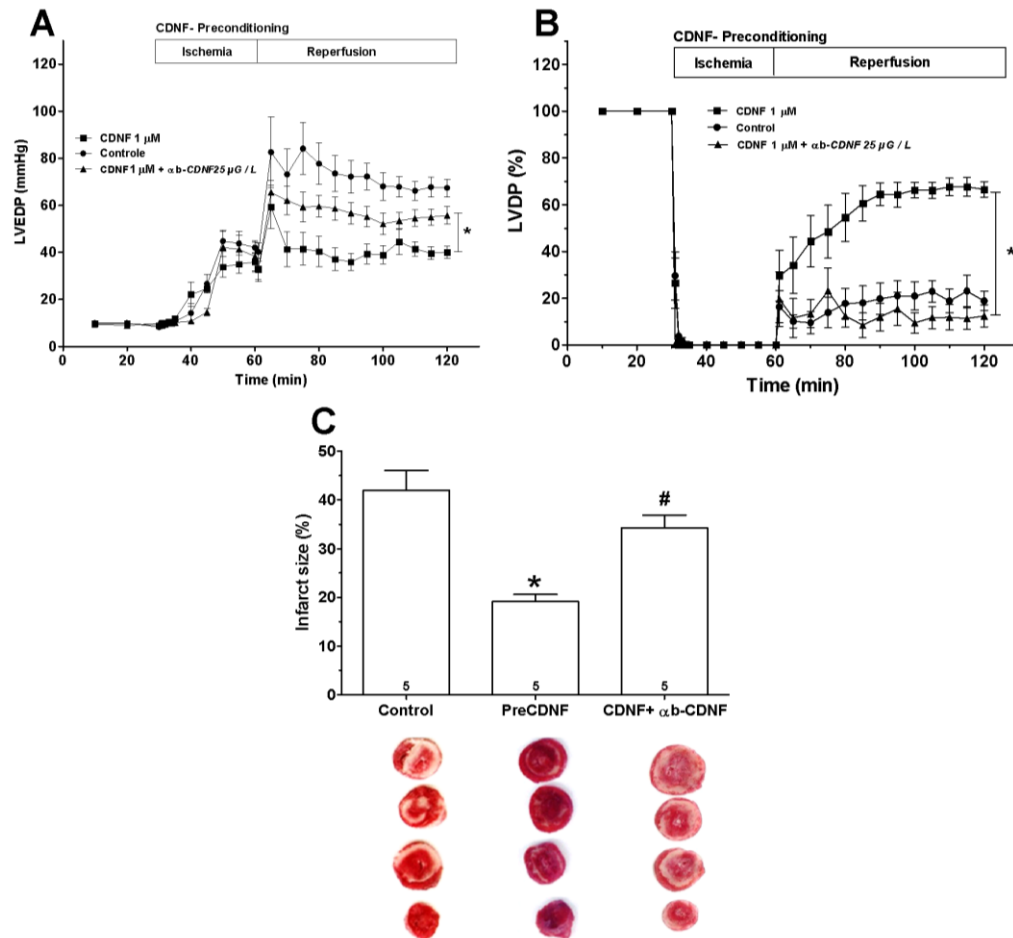 A
CDNF- Preconditioning
Ischemia Reperfusion
120
100
80
60
40
20
0
LVEDP (mmHg)
CDNF 1 μM
Controle
CDNF 1 μM + αb-CDNF25 μG / L
*
0 20 40 60 80 100 120
Time (min)
B
CDNF- Preconditioning
Ischemia Reperfusion
120
100
80
60
40
20
0
LVDP (%)
CDNF 1 μM
Control
CDNF 1 μM + αb-CDNF 25 μG / L
*
0 20 40 60 80 100 120
Time (min)
C
50
40
30
20
10
0
Infarct size (%)
*
#
5 5 5
Control PreCDNF CDNF+ αb-CDNF